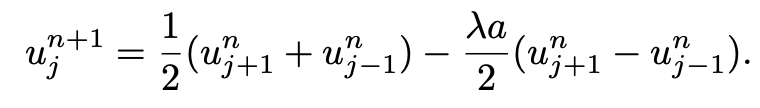 $u_j^{n+1} = \frac{1}{2}(u_{j+1}^n + u_{j-1}^n) - \frac{\lambda a}{2}(u_{j+1}^n - u_{j-1}^n).$